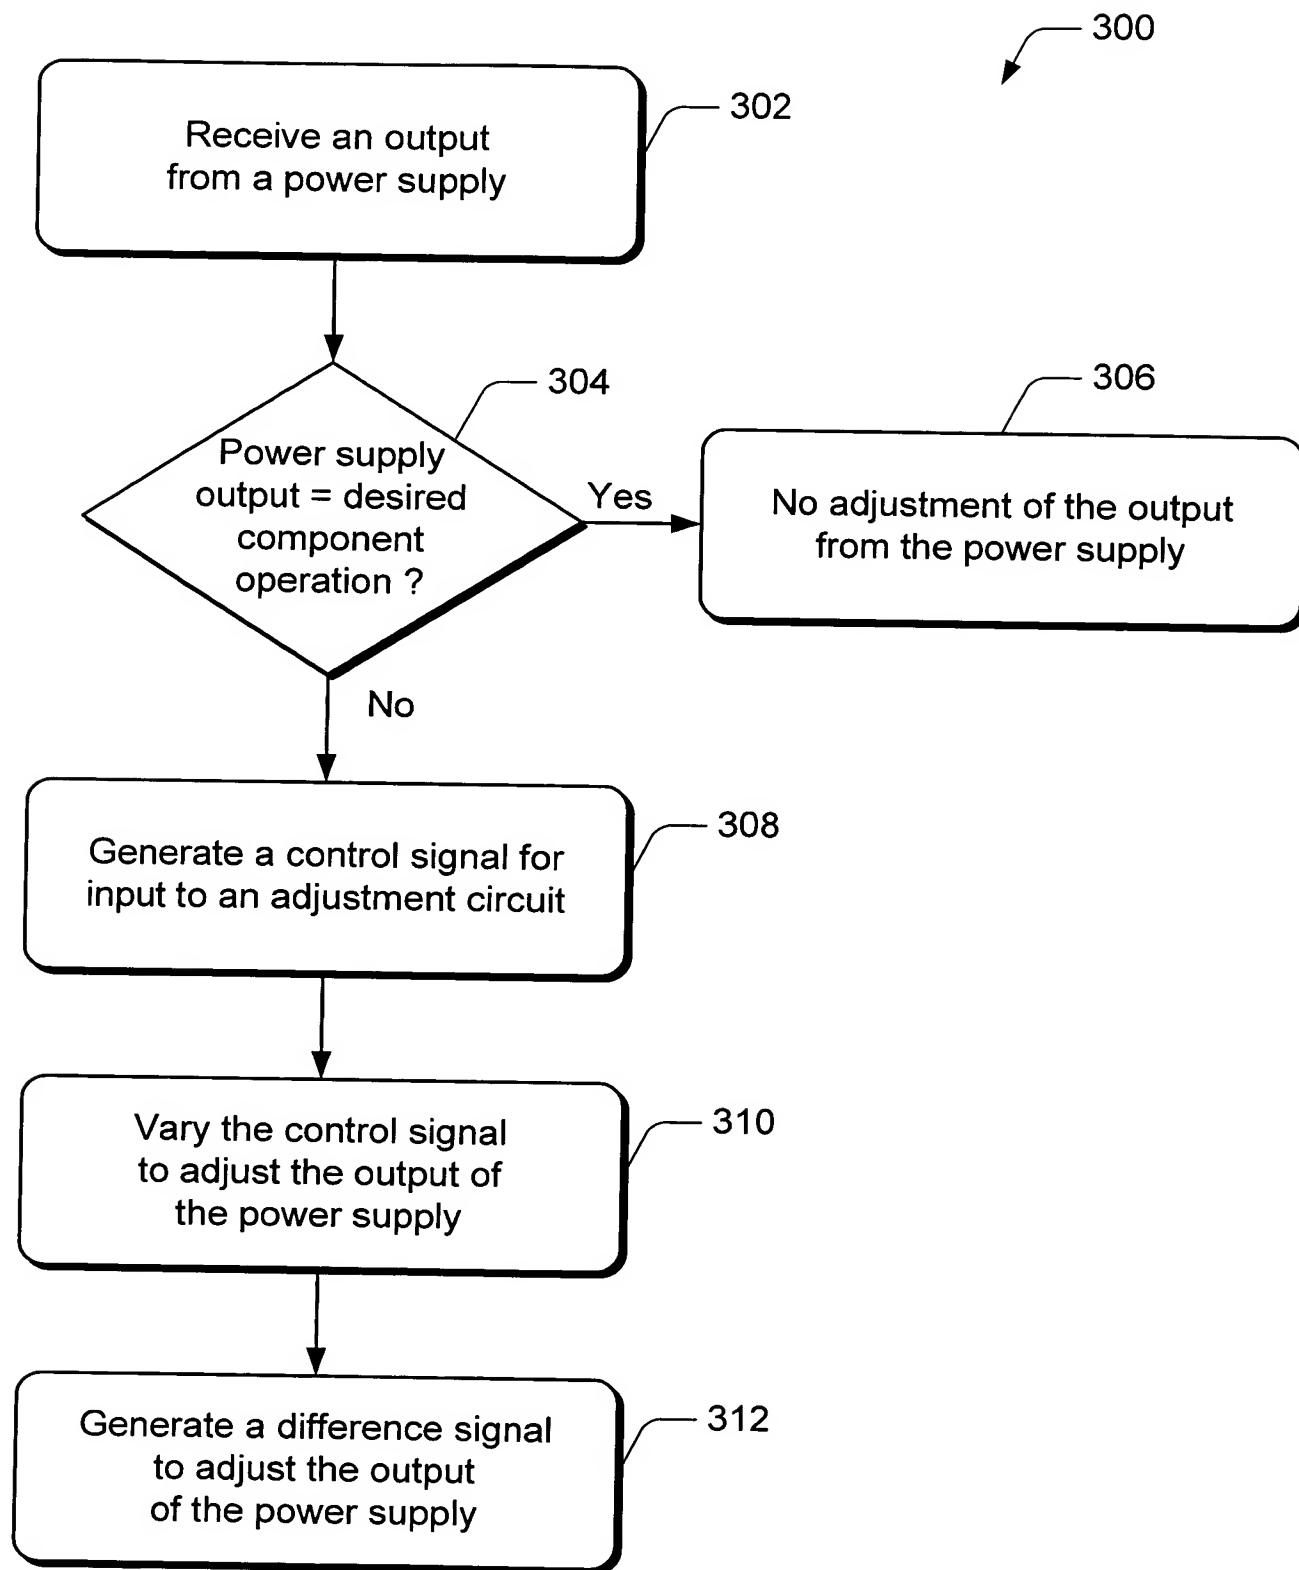 300
302
Receive an output
from a power supply
304
306
Power supply
output = desired
component
operation ?
Yes
No adjustment of the output
from the power supply
No
308
Generate a control signal for
input to an adjustment circuit
310
Vary the control signal
to adjust the output of
the power supply
312
Generate a difference signal
to adjust the output
of the power supply